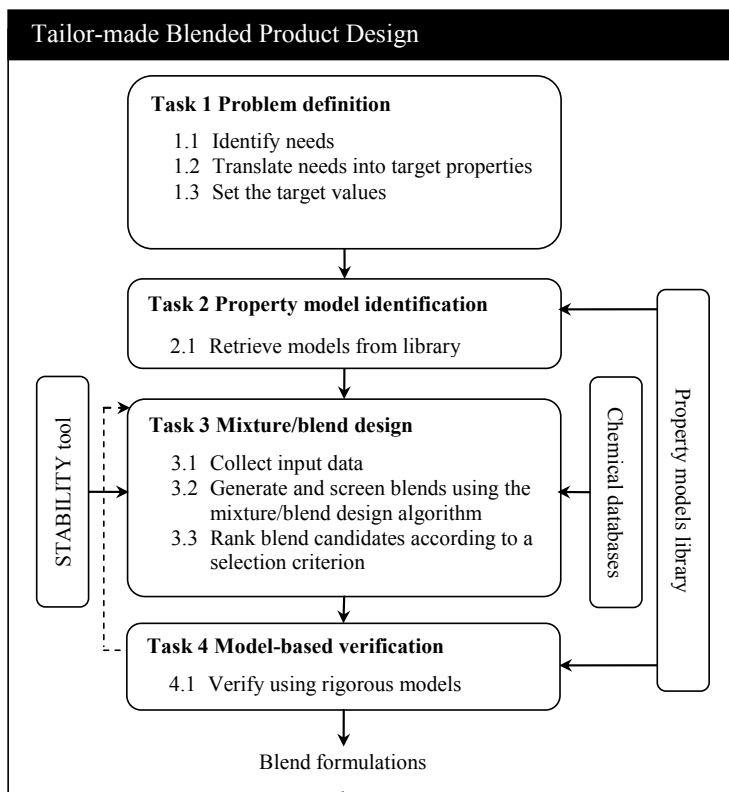 Tailor-made Blended Product Design
Task 1 Problem definition
1.1 Identify needs
1.2 Translate needs into target properties
1.3 Set the target values
Task 2 Property model identification
2.1 Retrieve models from library
Task 3 Mixture/blend design
3.1 Collect input data
3.2 Generate and screen blends using the
mixture/blend design algorithm
3.3 Rank blend candidates according to a
selection criterion
Task 4 Model-based verification
4.1 Verify using rigorous models
Blend formulations
STABILITY tool
Chemical databases
Property models library